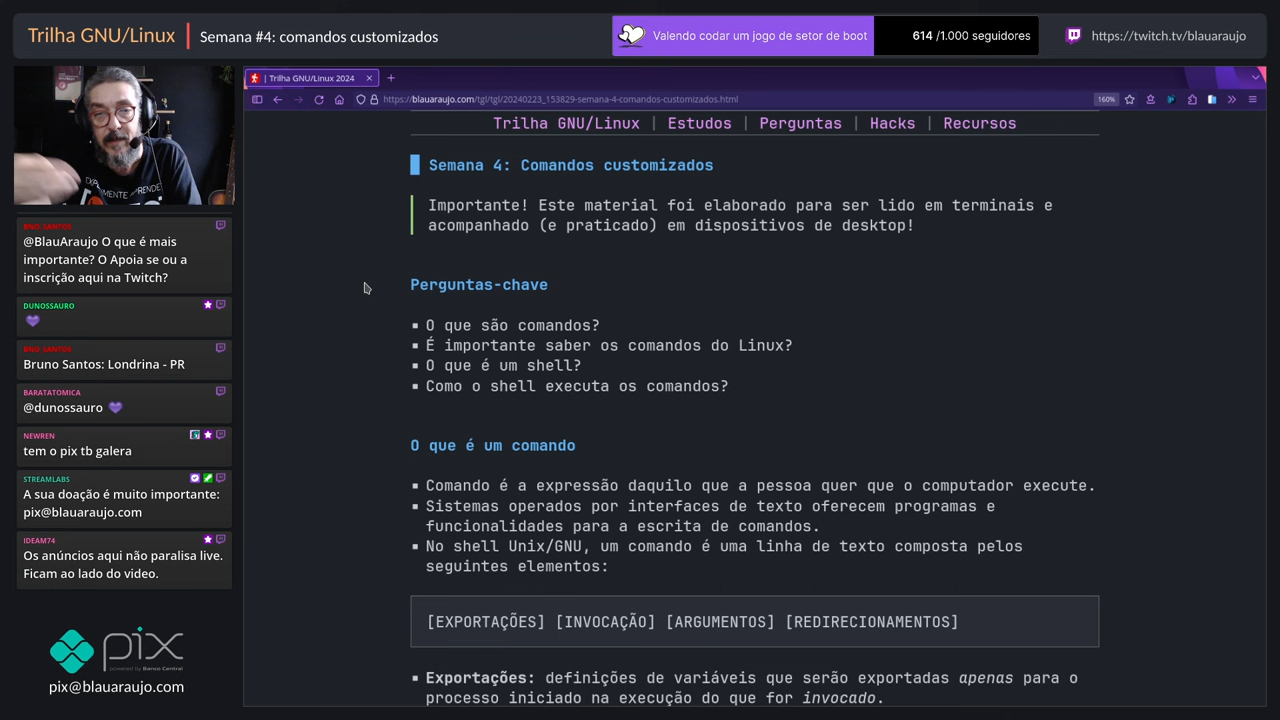 Trilha GNU/Linux
Semana #4: comandos customizados
Valendo codar um jogo de setor de boot
614 /1.000 seguidores
https://twitch.tv/blauaraujo
BNO_SANTOS
@BlauAraujo O que é mais
importante? O Apoia se ou a
inscrição aqui na Twitch?
DUNOSSAURO
BNO_SANTOS
Bruno Santos: Londrina - PR
BARATATOMICA
@dunossauro
NEWREN
tem o pix tb galera
STREAMLABS
A sua doação é muito importante:
pix@blauaraujo.com
IDEAM74
Os anúncios aqui não paralisa live.
Ficam ao lado do video.
pix
powered by Banco Central
pix@blauaraujo.com
| Trilha GNU/Linux 2024
https://blauaraujo.com/tgl/tgl/20240223_153829-semana-4-comandos-customizados.html
160%
Trilha GNU/Linux | Estudos | Perguntas | Hacks | Recursos
Semana 4: Comandos customizados
Importante! Este material foi elaborado para ser lido em terminais e
acompanhado (e praticado) em dispositivos de desktop!
Perguntas-chave
▪ O que são comandos?
▪ É importante saber os comandos do Linux?
▪ O que é um shell?
▪ Como o shell executa os comandos?
O que é um comando
▪ Comando é a expressão daquilo que a pessoa quer que o computador execute.
▪ Sistemas operados por interfaces de texto oferecem programas e
funcionalidades para a escrita de comandos.
▪ No shell Unix/GNU, um comando é uma linha de texto composta pelos
seguintes elementos:
[EXPORTAÇÕES] [INVOCAÇÃO] [ARGUMENTOS] [REDIRECIONAMENTOS]
▪ Exportações: definições de variáveis que serão exportadas apenas para o
processo iniciado na execução do que for invocado.